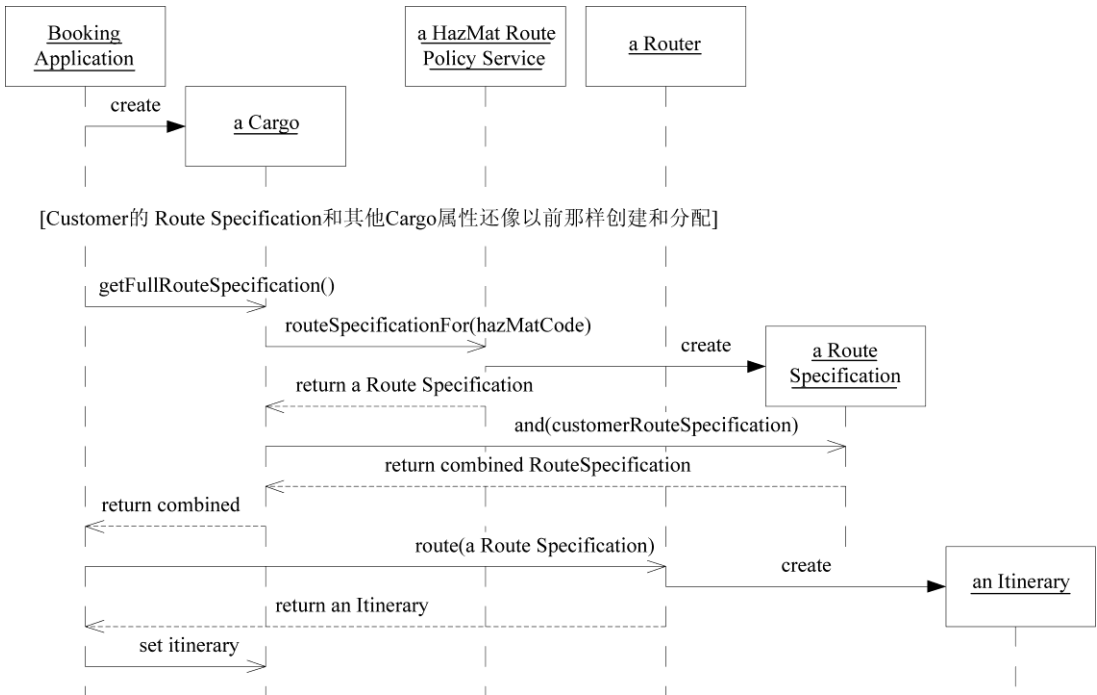 Booking
Application
a HazMat Route
Policy Service
a Router
create
a Cargo
[Customer的 Route Specification和其他Cargo属性还像以前那样创建和分配]
getFullRouteSpecification()
routeSpecificationFor(hazMatCode)
create
a Route
Specification
return a Route Specification
and(customerRouteSpecification)
return combined RouteSpecification
return combined
route(a Route Specification)
create
an Itinerary
return an Itinerary
set itinerary